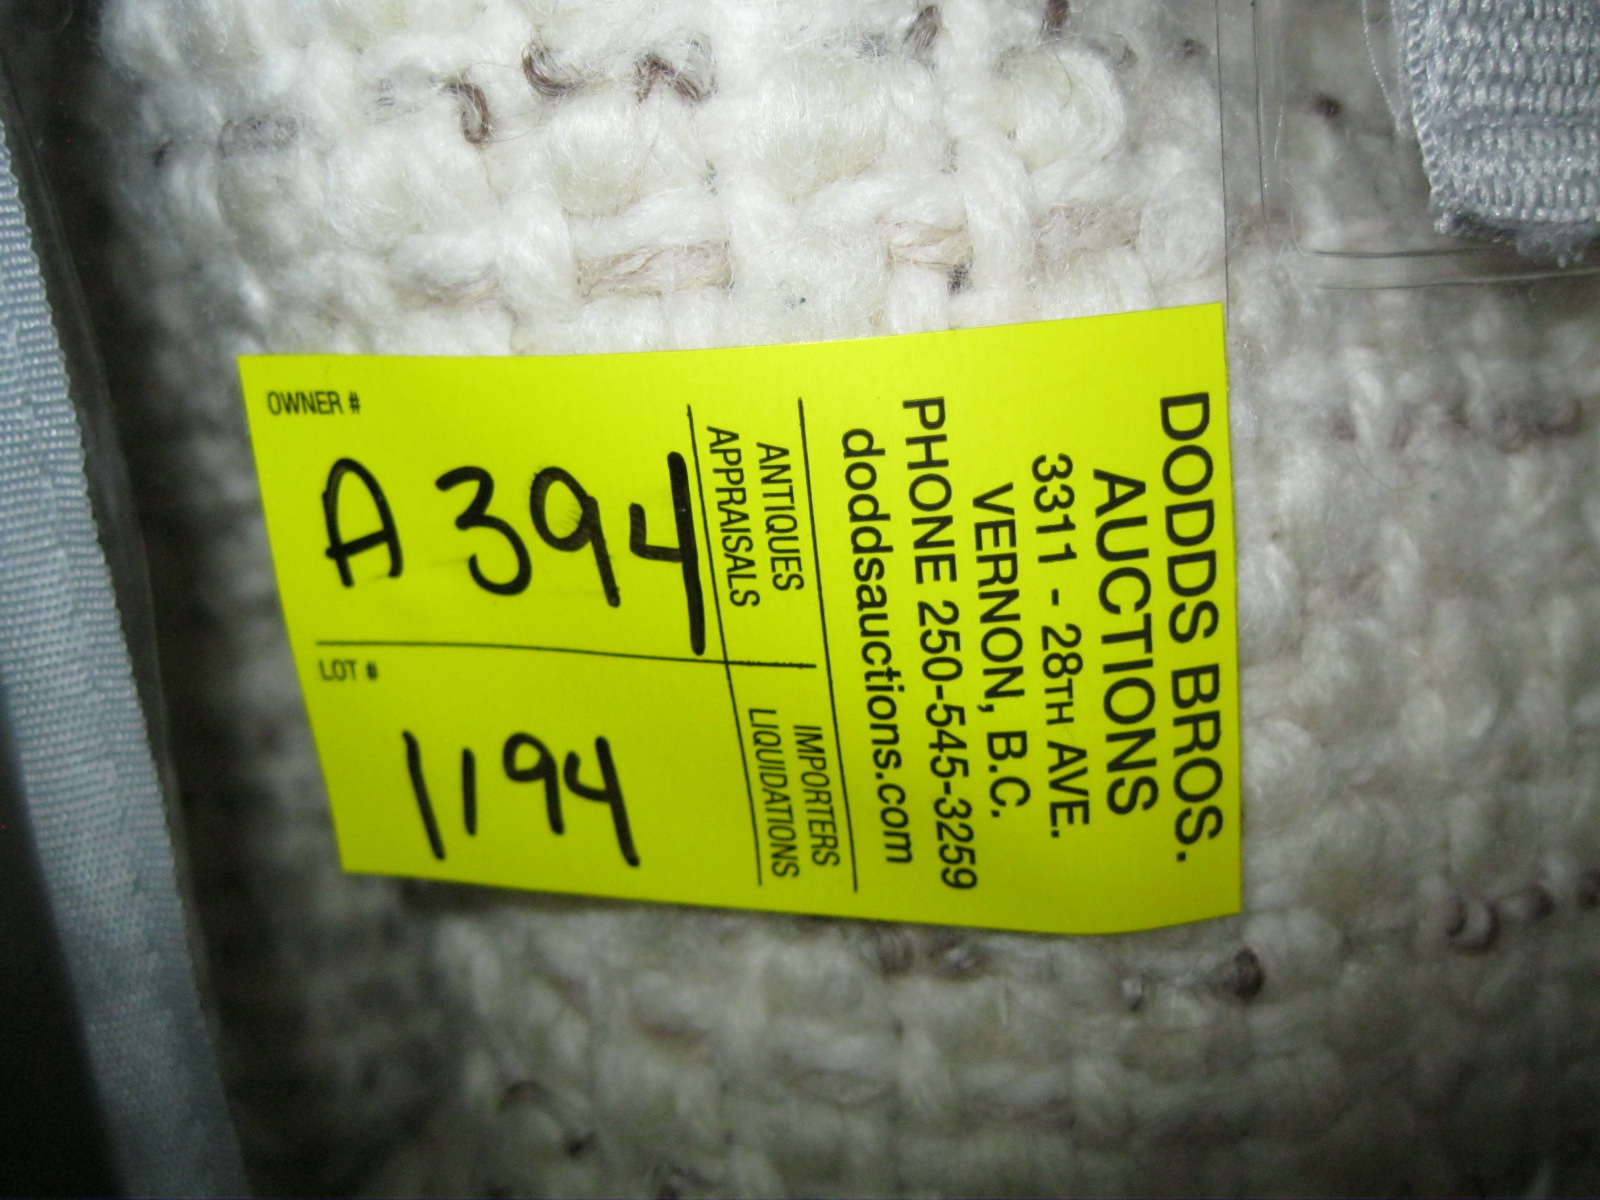 DODDS BROS.
AUCTIONS
3311 - 28TH AVE.
VERNON, B.C.
PHONE 250-545-3259
doddsauctions.com
ANTIQUES
APPRAISALS
IMPORTERS
LIQUIDATIONS
OWNER #
A394
LOT #
1194